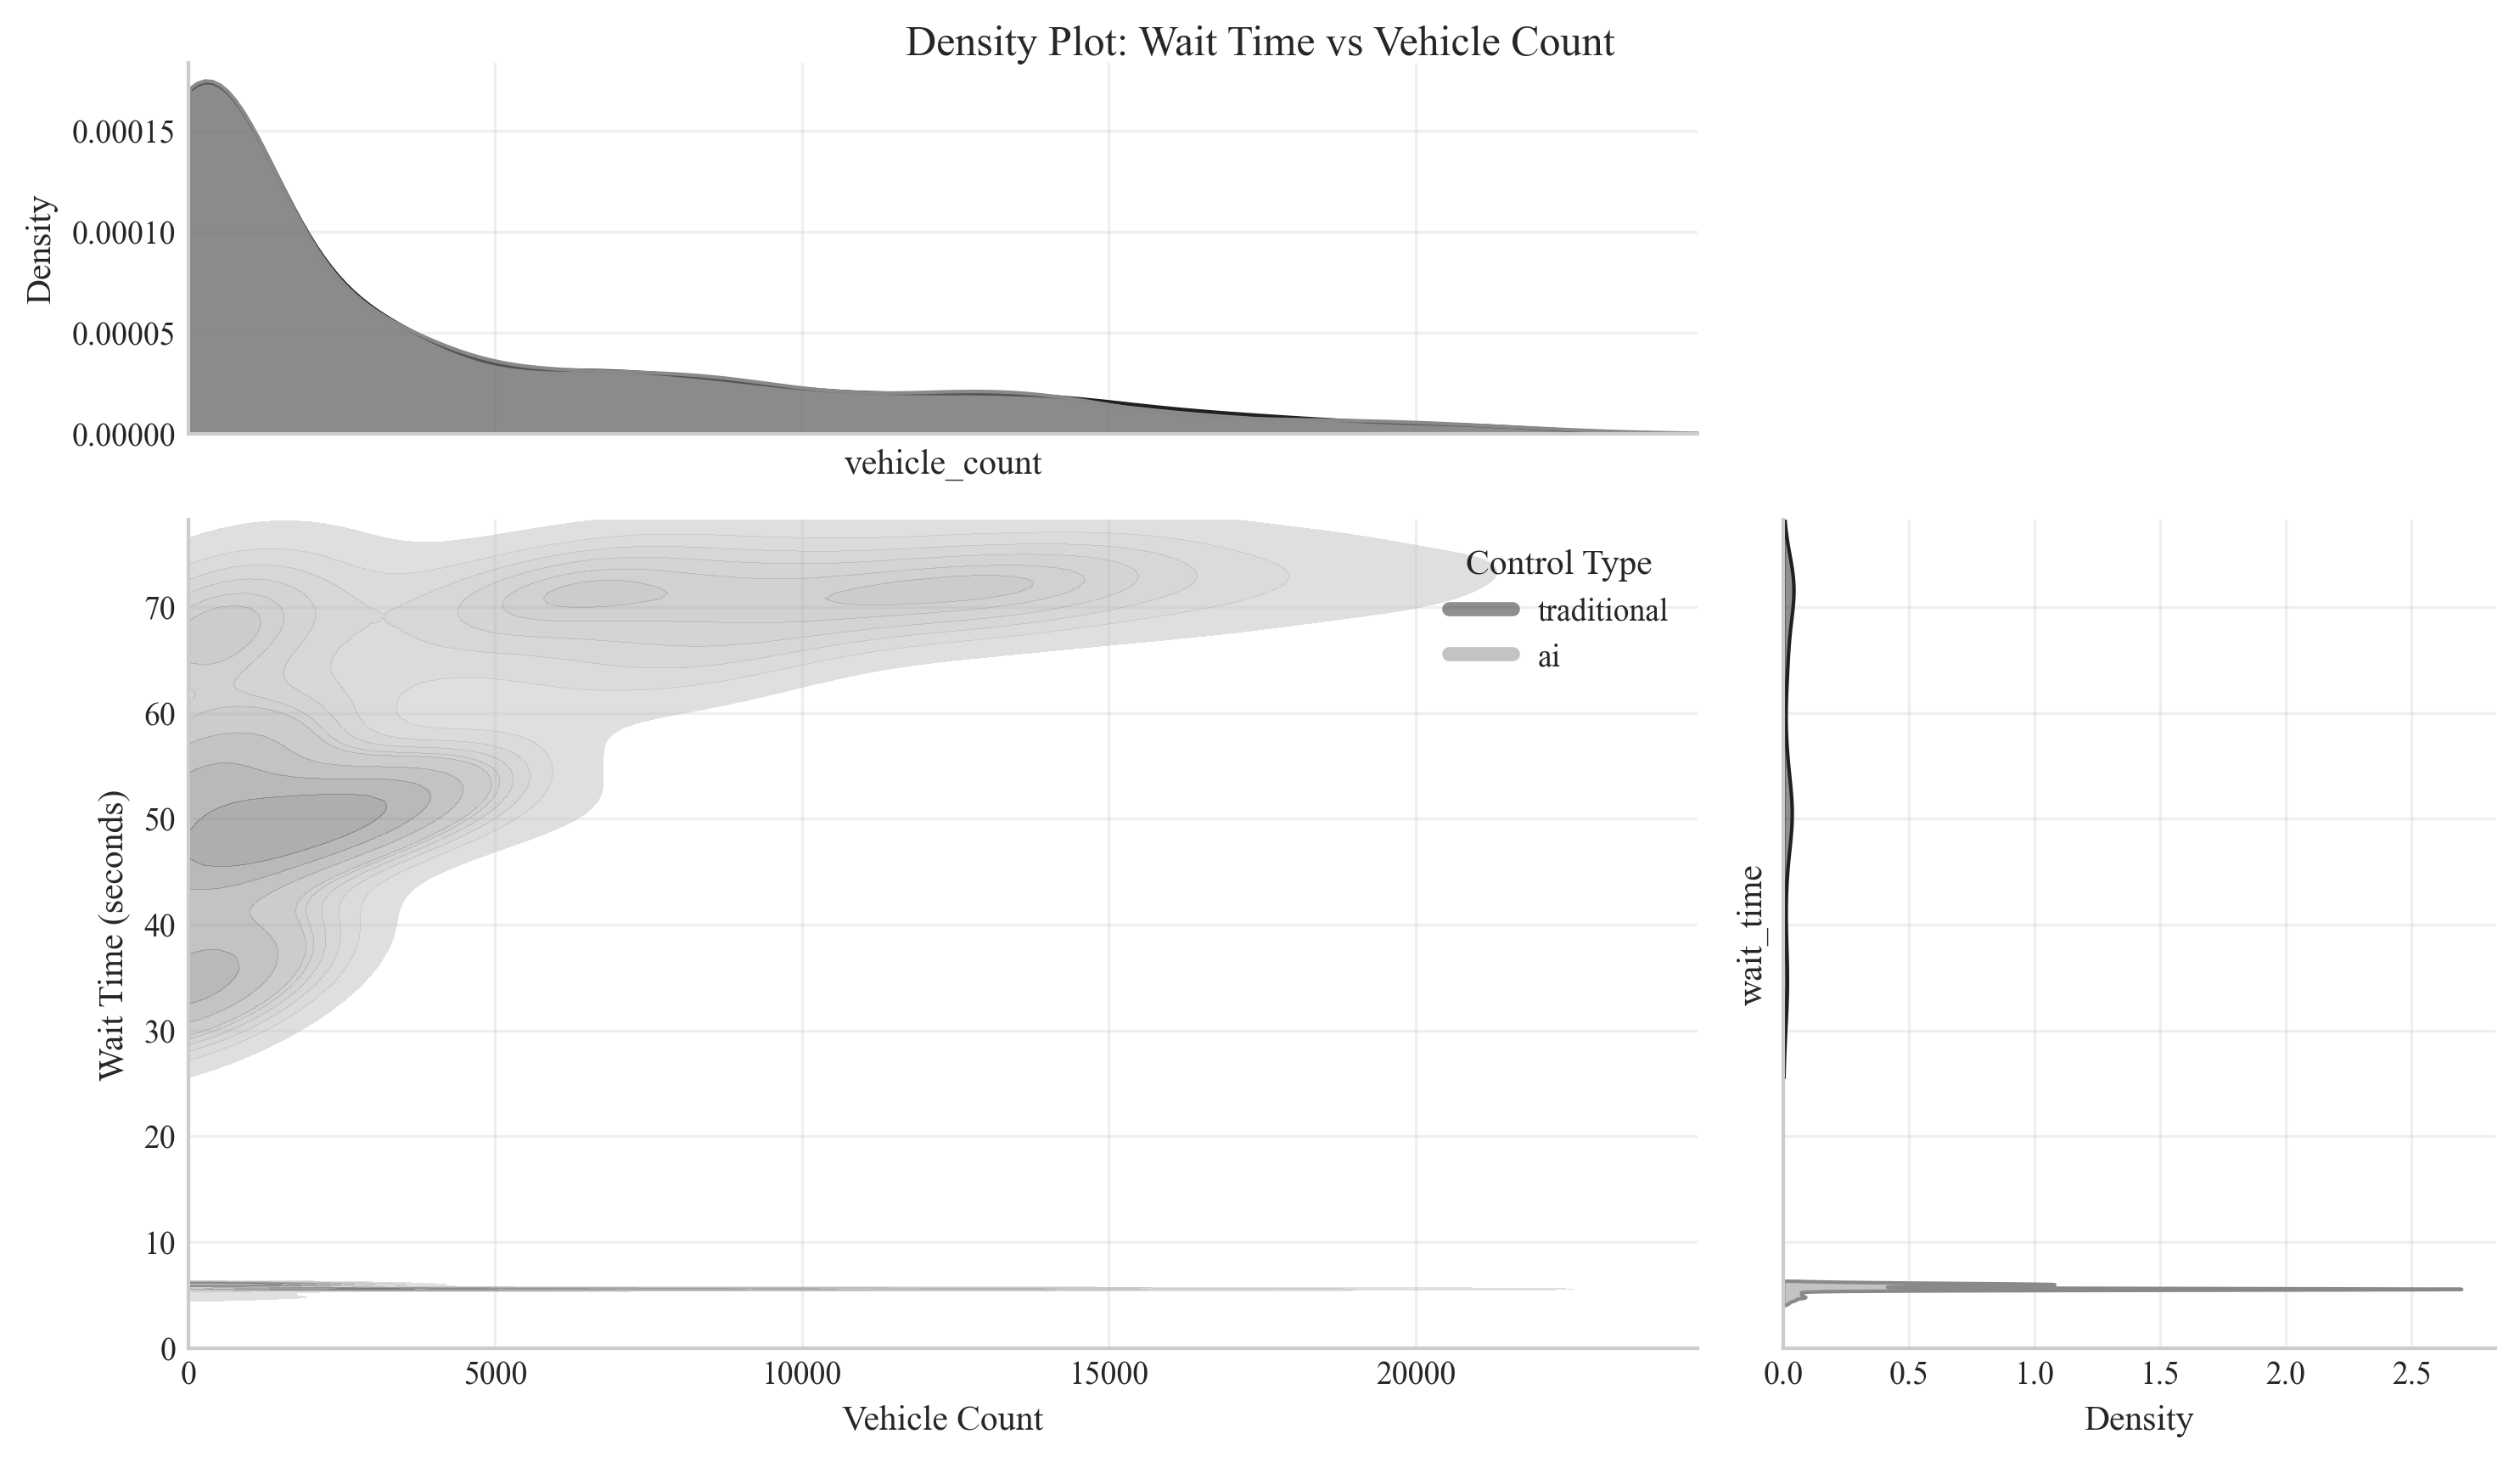 Density Plot: Wait Time vs Vehicle Count
Density
0.00015
0.00010
0.00005
0.00000
vehicle_count
Control Type
traditional
ai
Wait Time (seconds)
70
60
50
40
30
20
10
0
0 5000 10000 15000 20000
Vehicle Count
wait_time
0.0 0.5 1.0 1.5 2.0 2.5
Density